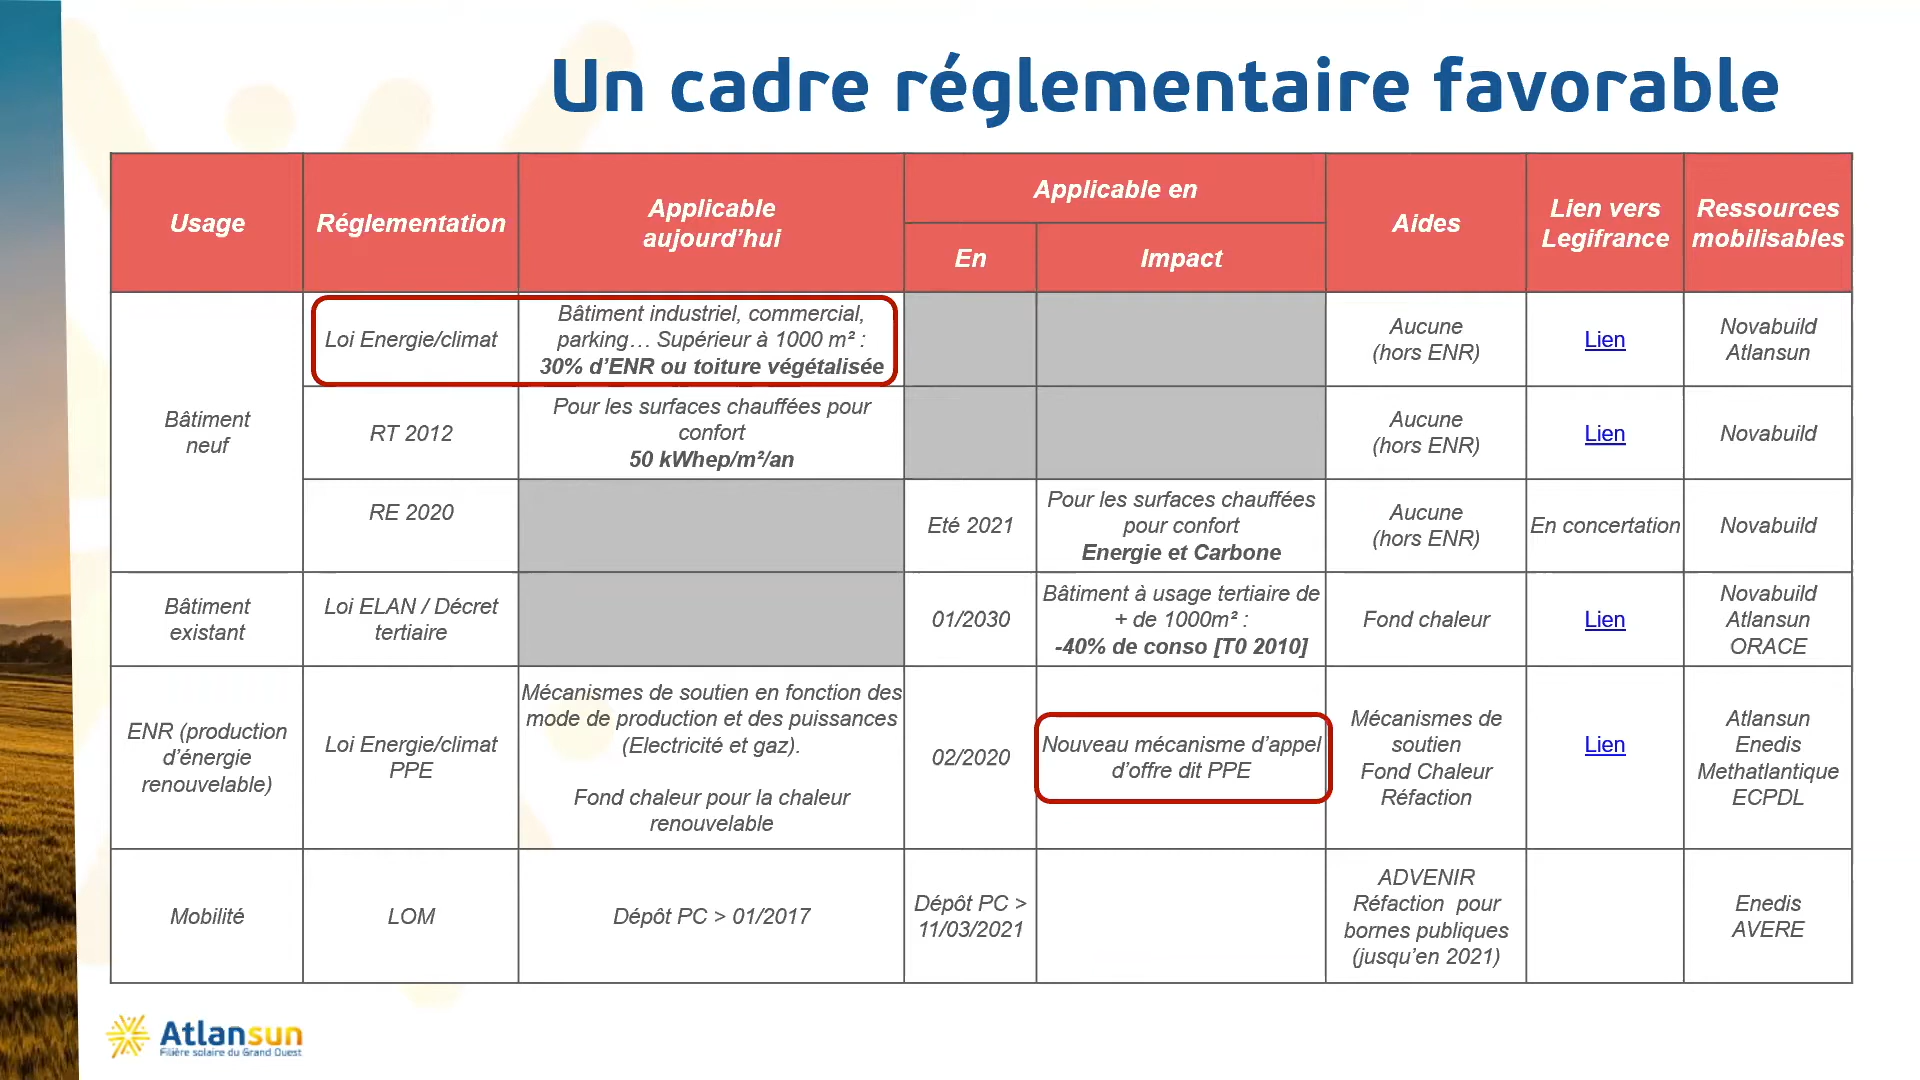 Un cadre réglementaire favorable
Usage
Réglementation
Applicable
aujourd'hui
Applicable en
En
Impact
Aides
Lien vers
Legifrance
Ressources
mobilisables
Bâtiment
neuf
Loi Energie/climat
Bâtiment industriel, commercial,
parking… Supérieur à 1000 m² :
30% d'ENR ou toiture végétalisée
Aucune
(hors ENR)
Lien
Novabuild
Atlansun
RT 2012
Pour les surfaces chauffées pour
confort
50 kWhep/m²/an
Aucune
(hors ENR)
Lien
Novabuild
RE 2020
Eté 2021
Pour les surfaces chauffées
pour confort
Energie et Carbone
Aucune
(hors ENR)
En concertation
Novabuild
Bâtiment
existant
Loi ELAN / Décret
tertiaire
01/2030
Bâtiment à usage tertiaire de
+ de 1000m² :
-40% de conso [T0 2010]
Fond chaleur
Lien
Novabuild
Atlansun
ORACE
ENR (production
d'énergie
renouvelable)
Loi Energie/climat
PPE
Mécanismes de soutien en fonction des
mode de production et des puissances
(Electricité et gaz).
Fond chaleur pour la chaleur
renouvelable
02/2020
Nouveau mécanisme d'appel
d'offre dit PPE
Mécanismes de
soutien
Fond Chaleur
Réfaction
Lien
Atlansun
Enedis
Methatlantique
ECPDL
Mobilité
LOM
Dépôt PC > 01/2017
Dépôt PC >
11/03/2021
ADVENIR
Réfaction pour
bornes publiques
(jusqu'en 2021)
Enedis
AVERE
Atlansun
Filière solaire du Grand Ouest